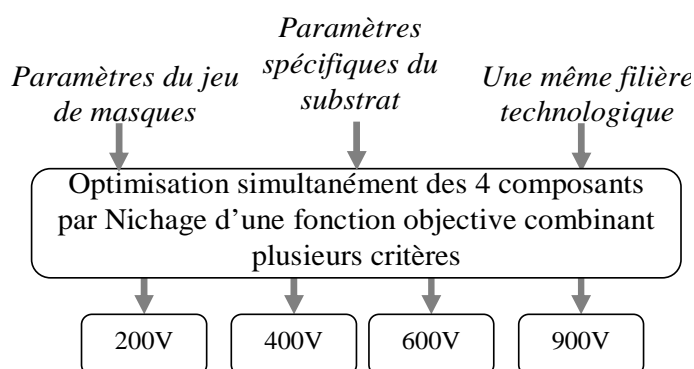 Paramètres du jeu
de masques
Paramètres
spécifiques du
substrat
Une même filière
technologique
Optimisation simultanément des 4 composants
par Nichage d'une fonction objective combinant
plusieurs critères
200V
400V
600V
900V